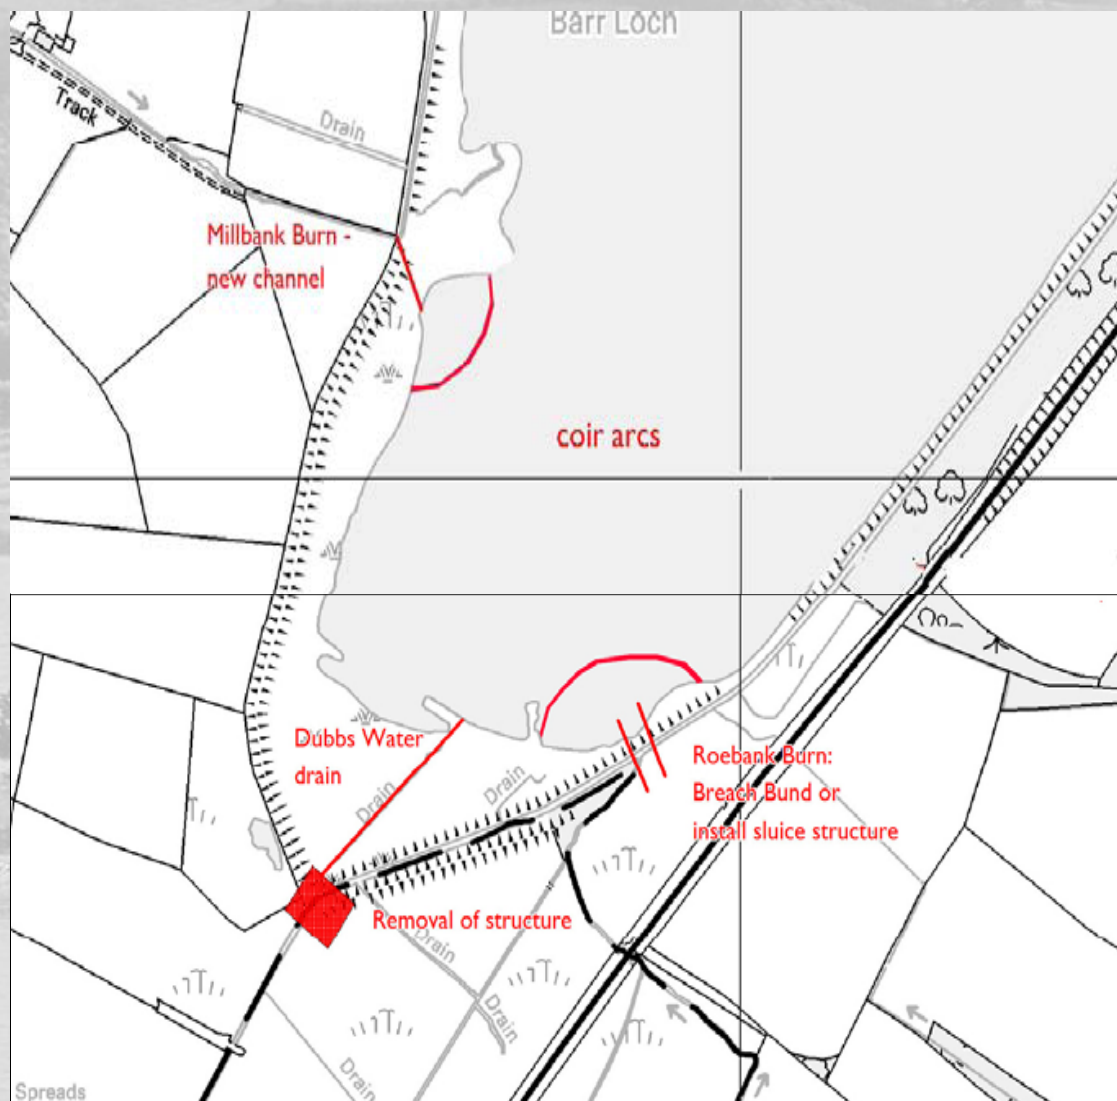 Barr Loch
Track
Drain
Millbank Burn -
new channel
coir arcs
Dubbs Water
drain
Drain
Drain
Roebank Burn:
Breach Bund or
install sluice structure
Removal of structure
Drain
Drain
Drain
Spreads